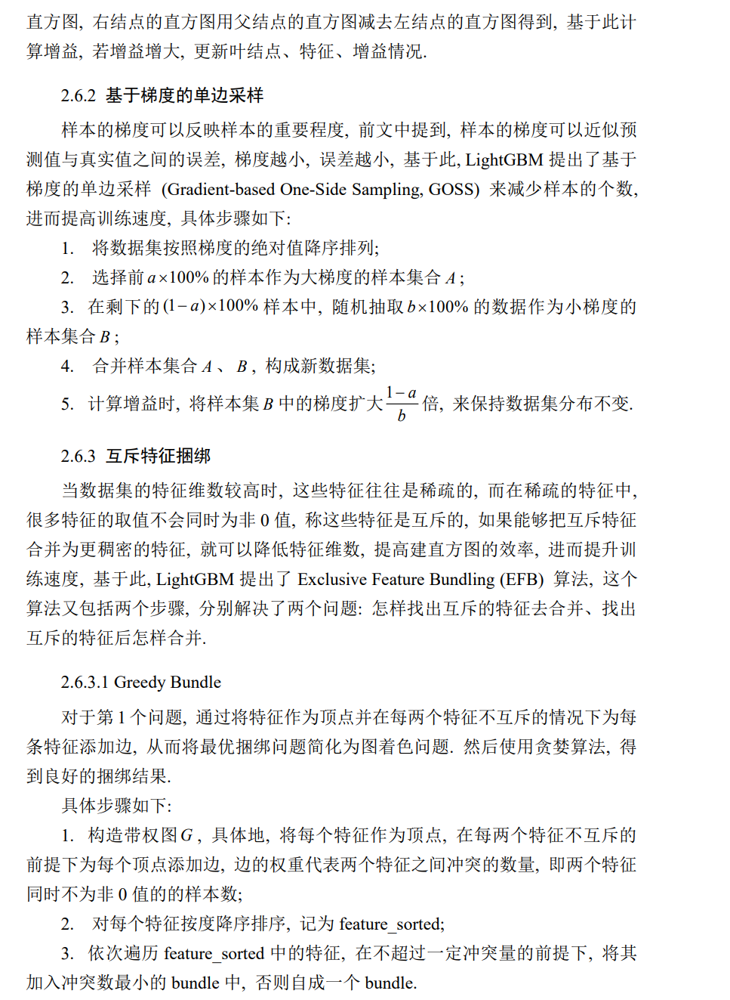 直方图, 右结点的直方图用父结点的直方图减去左结点的直方图得到, 基于此计
算增益, 若增益增大, 更新叶结点、特征、增益情况.
2.6.2 基于梯度的单边采样
样本的梯度可以反映样本的重要程度, 前文中提到, 样本的梯度可以近似预
测值与真实值之间的误差, 梯度越小, 误差越小, 基于此, LightGBM 提出了基于
梯度的单边采样 (Gradient-based One-Side Sampling, GOSS) 来减少样本的个数,
进而提高训练速度, 具体步骤如下:
1. 将数据集按照梯度的绝对值降序排列;
2. 选择前 a×100% 的样本作为大梯度的样本集合 A ;
3. 在剩下的 (1−a)×100% 样本中, 随机抽取 b×100% 的数据作为小梯度的
样本集合 B ;
4. 合并样本集合 A 、 B , 构成新数据集;
5. 计算增益时, 将样本集 B 中的梯度扩大 \frac{1−a}{b} 倍, 来保持数据集分布不变.
2.6.3 互斥特征捆绑
当数据集的特征维数较高时, 这些特征往往是稀疏的, 而在稀疏的特征中,
很多特征的取值不会同时为非 0 值, 称这些特征是互斥的, 如果能够把互斥特征
合并为更稠密的特征, 就可以降低特征维数, 提高建直方图的效率, 进而提升训
练速度, 基于此, LightGBM 提出了 Exclusive Feature Bundling (EFB) 算法, 这个
算法又包括两个步骤, 分别解决了两个问题: 怎样找出互斥的特征去合并、找出
互斥的特征后怎样合并.
2.6.3.1 Greedy Bundle
对于第 1 个问题, 通过将特征作为顶点并在每两个特征不互斥的情况下为每
条特征添加边, 从而将最优捆绑问题简化为图着色问题. 然后使用贪婪算法, 得
到良好的捆绑结果.
具体步骤如下:
1. 构造带权图 G , 具体地, 将每个特征作为顶点, 在每两个特征不互斥的
前提下为每个顶点添加边, 边的权重代表两个特征之间冲突的数量, 即两个特征
同时不为非 0 值的的样本数;
2. 对每个特征按度降序排序, 记为 feature_sorted;
3. 依次遍历 feature_sorted 中的特征, 在不超过一定冲突量的前提下, 将其
加入冲突数最小的 bundle 中, 否则自成一个 bundle.